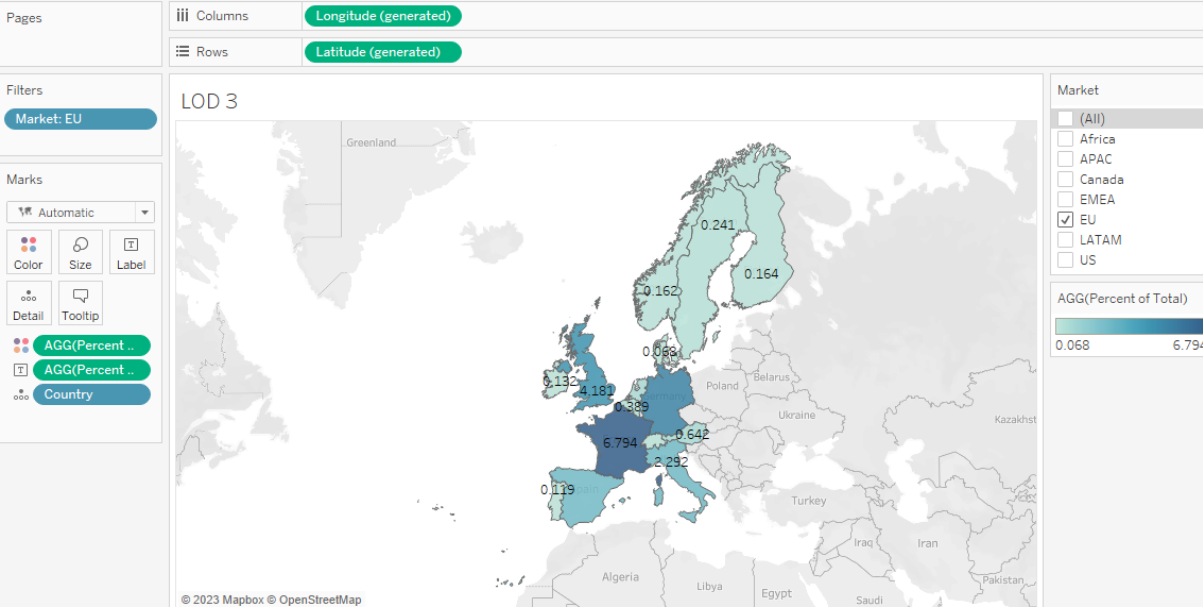 Pages
Columns
Longitude (generated)
Rows
Latitude (generated)
Filters
Market: EU
Marks
Automatic
Color
Size
Label
Detail
Tooltip
AGG(Percent ..
AGG(Percent ..
Country
LOD 3
Greenland
0.241
0.164
0.162
0.068
0.132
4.181
Poland
Belarus
Germany
0.389
Ukraine
Kazakhst
6.794
0.642
2.292
0.119
Spain
Turkey
Iraq
Iran
Algeria
Libya
Egypt
Pakistan
Saudi
© 2023 Mapbox © OpenStreetMap
Market
(All)
Africa
APAC
Canada
EMEA
EU
LATAM
US
AGG(Percent of Total)
0.068
6.794